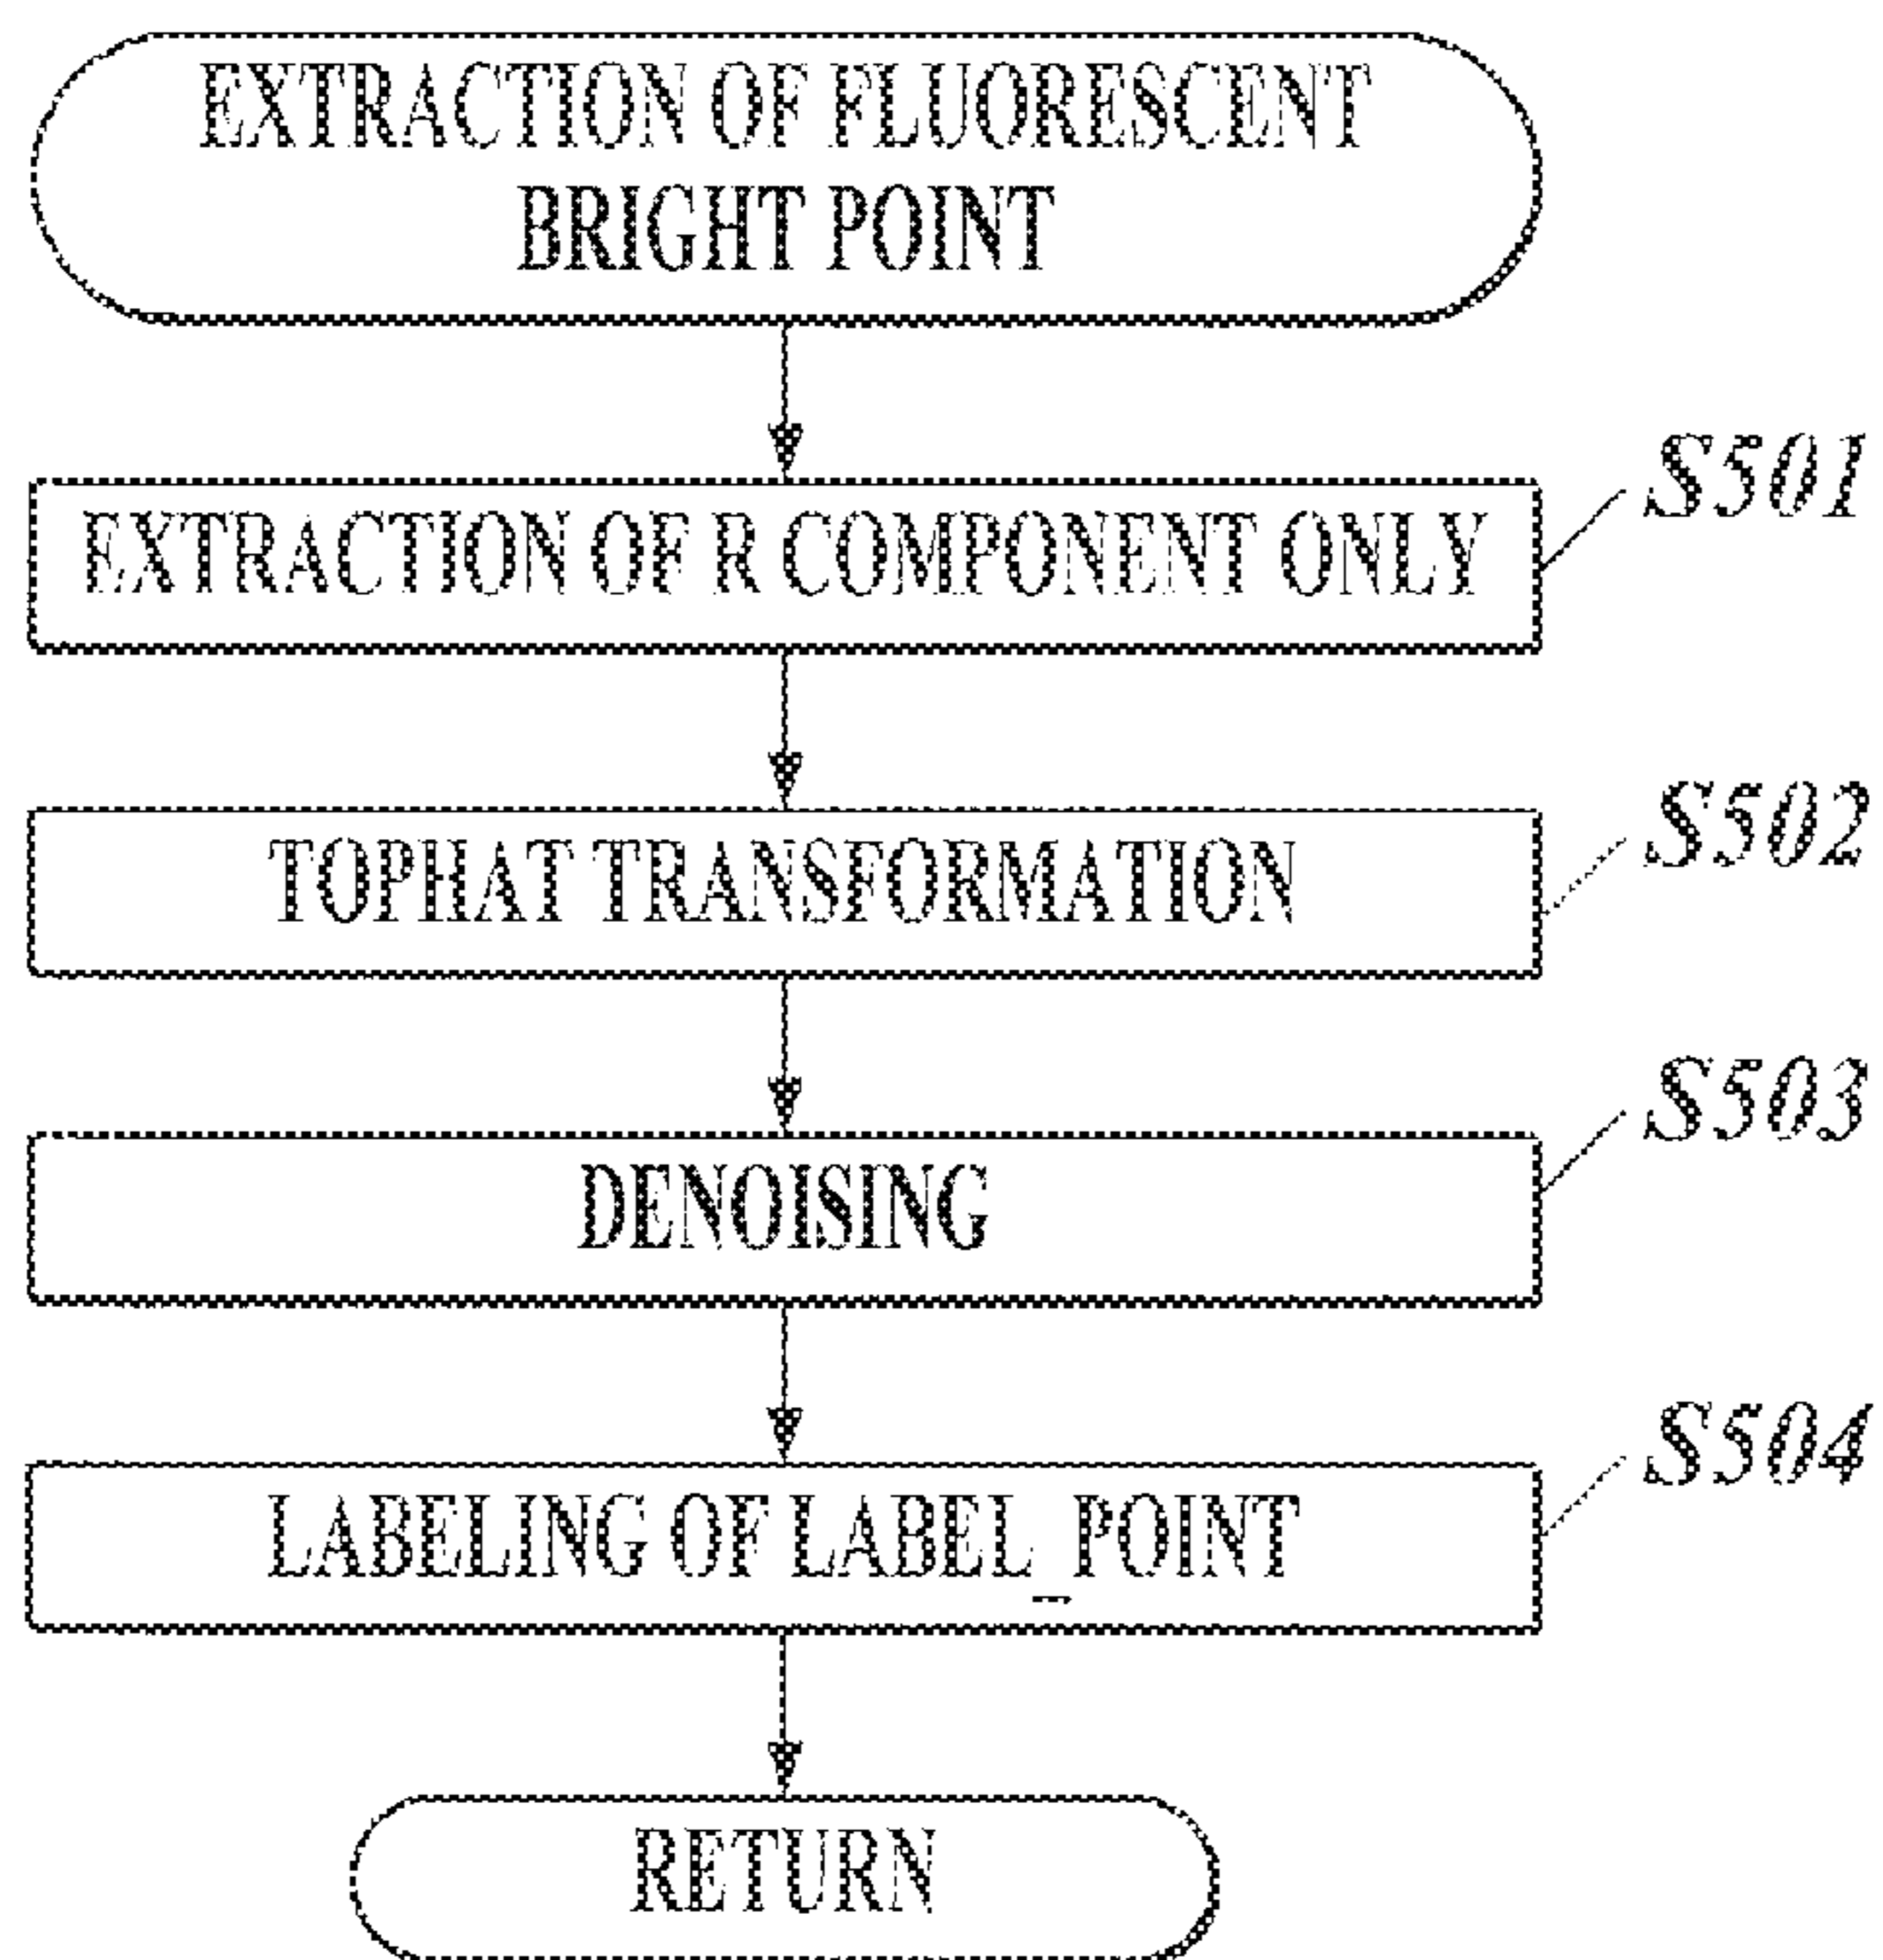 EXTRACTION OF FLUORESCENT
BRIGHT POINT
S501
EXTRACTION OF R COMPONENT ONLY
S502
TOPHAT TRANSFORMATION
S503
DENOISING
S504
LABELING OF LABEL_POINT
RETURN